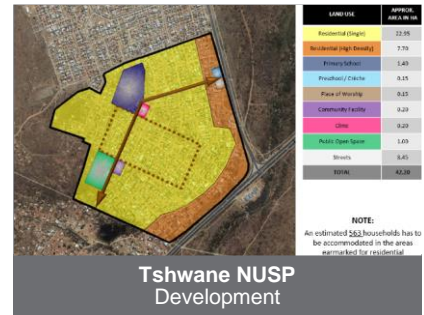 LAND USE APPROX. AREA IN HA
Residential (Single) 22.95
Residential (High Density) 7.70
Primary School 1.40
Preschool / Crèche 0.15
Place of Worship 0.15
Community Facility 0.20
Clinic 0.20
Public Open Space 1.00
Streets 8.45
TOTAL 42.20
NOTE:
An estimated 563 households has to
be accommodated in the areas
earmarked for residential
Tshwane NUSP
Development